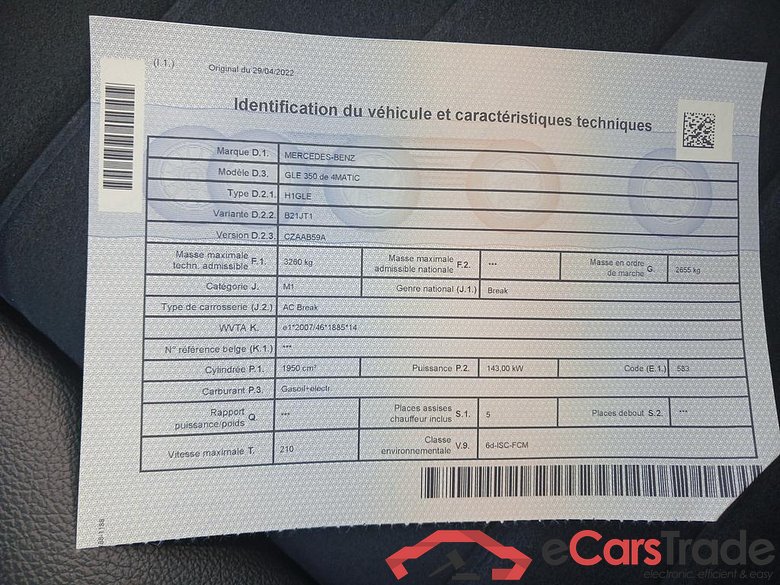 (I.1.) Original du 29/04/2022
Identification du véhicule et caractéristiques techniques
Marque D.1. MERCEDES-BENZ
Modèle D.3. GLE 350 de 4MATIC
Type D.2.1. H1GLE
Variante D.2.2. B21JT1
Version D.2.3. CZAAB59A
Masse maximale techn. admissible F.1. 3260 kg Masse maximale admissible nationale F.2. *** Masse en ordre de marche G. 2655 kg
Catégorie J. M1 Genre national (J.1.) Break
Type de carrosserie (J.2.) AC Break
WVTA K. e1*2007/46*1885*14
N° référence belge (K.1.) ***
Cylindrée P.1. 1950 cm³ Puissance P.2. 143,00 kW Code (E.1.) 583
Carburant P.3. Gasoil+electr.
Rapport puissance/poids Q. *** Places assises chauffeur inclus S.1. 5 Places debout S.2. ***
Vitesse maximale T. 210 Classe environnementale V.9. 6d-ISC-FCM
eCarsTrade
electronic, efficient & easy